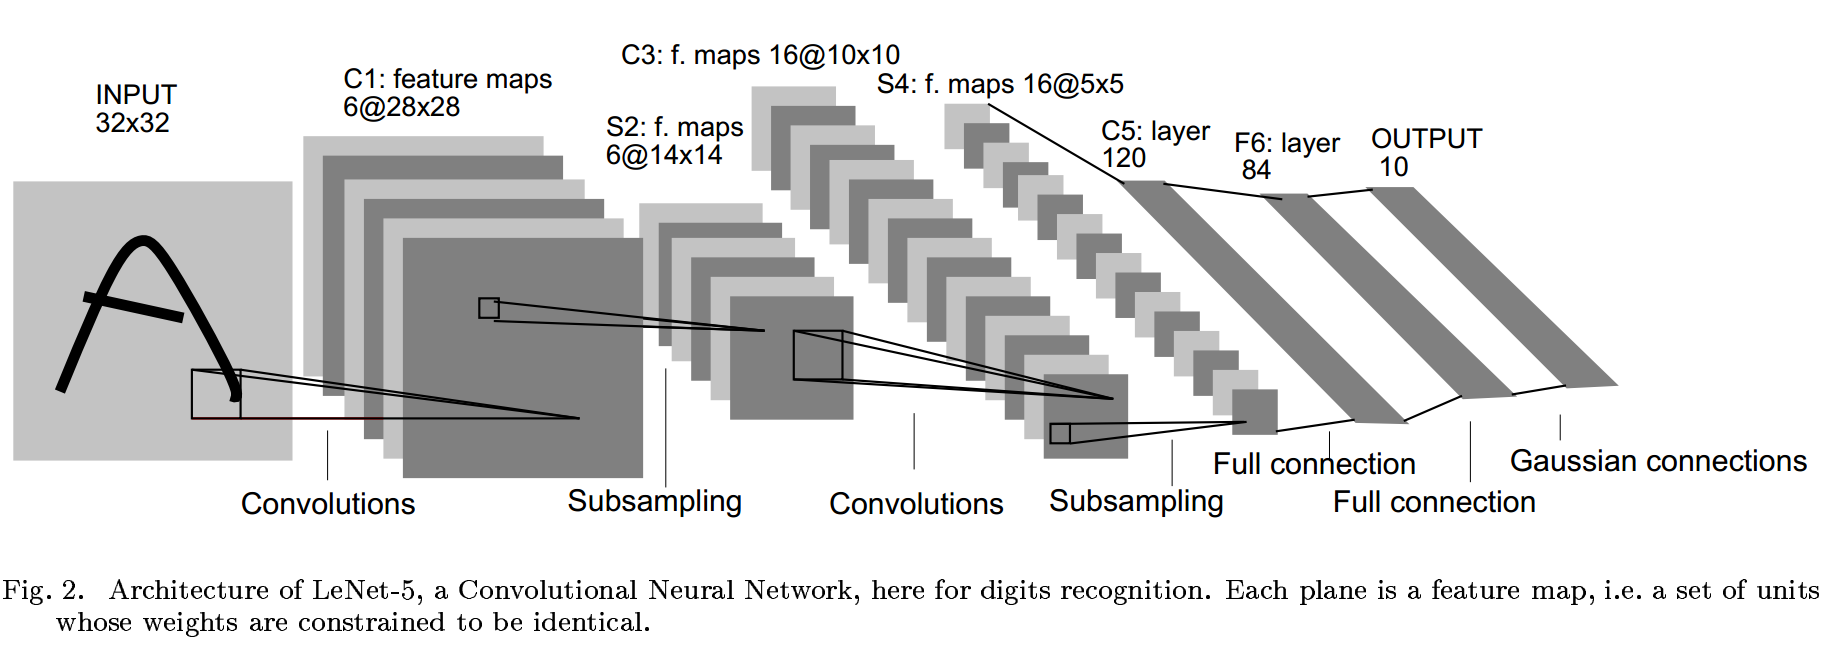 INPUT
32x32
C1: feature maps
6@28x28
S2: f. maps
6@14x14
C3: f. maps 16@10x10
S4: f. maps 16@5x5
C5: layer
120
F6: layer
84
OUTPUT
10
Convolutions
Subsampling
Convolutions
Subsampling
Full connection
Full connection
Gaussian connections
Fig. 2. Architecture of LeNet-5, a Convolutional Neural Network, here for digits recognition. Each plane is a feature map, i.e. a set of units
whose weights are constrained to be identical.